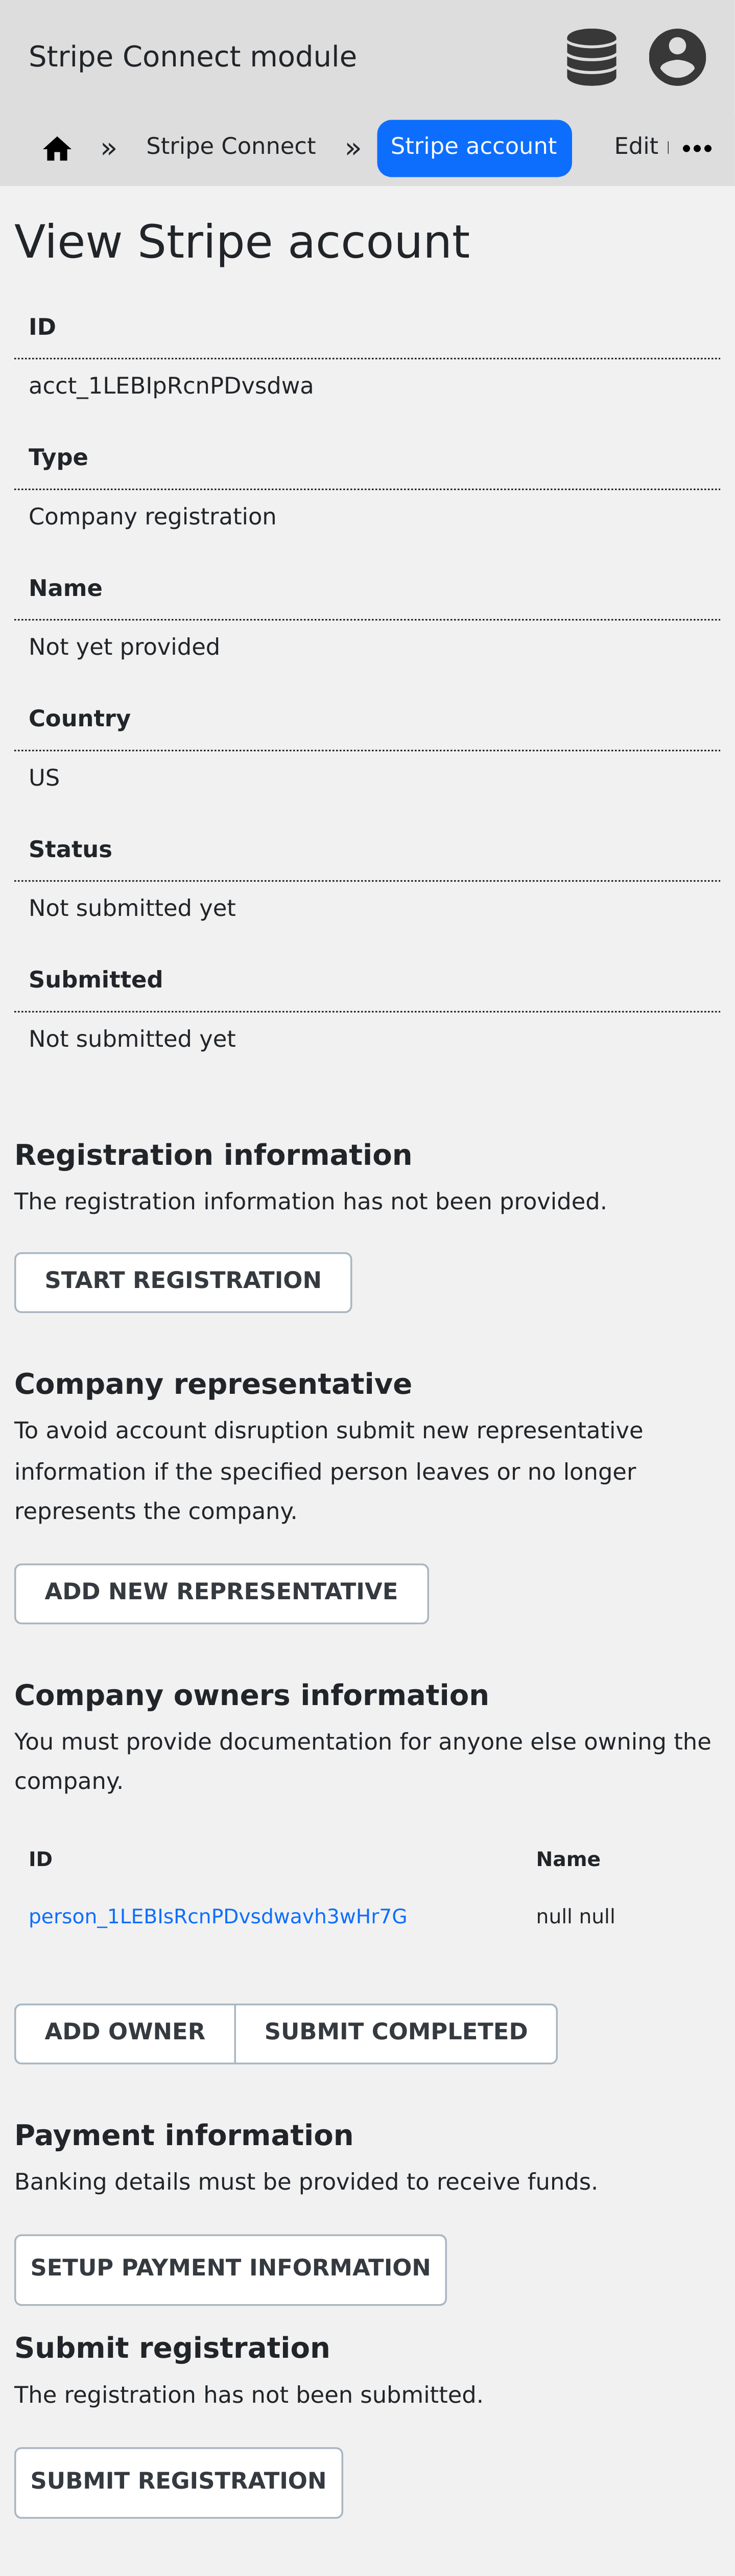 Stripe Connect module
» Stripe Connect » Stripe account Edit
View Stripe account
ID
acct_1LEBIpRcnPDvsdwa
Type
Company registration
Name
Not yet provided
Country
US
Status
Not submitted yet
Submitted
Not submitted yet
Registration information
The registration information has not been provided.
START REGISTRATION
Company representative
To avoid account disruption submit new representative
information if the specified person leaves or no longer
represents the company.
ADD NEW REPRESENTATIVE
Company owners information
You must provide documentation for anyone else owning the
company.
ID Name
person_1LEBIsRcnPDvsdwavh3wHr7G null null
ADD OWNER SUBMIT COMPLETED
Payment information
Banking details must be provided to receive funds.
SETUP PAYMENT INFORMATION
Submit registration
The registration has not been submitted.
SUBMIT REGISTRATION